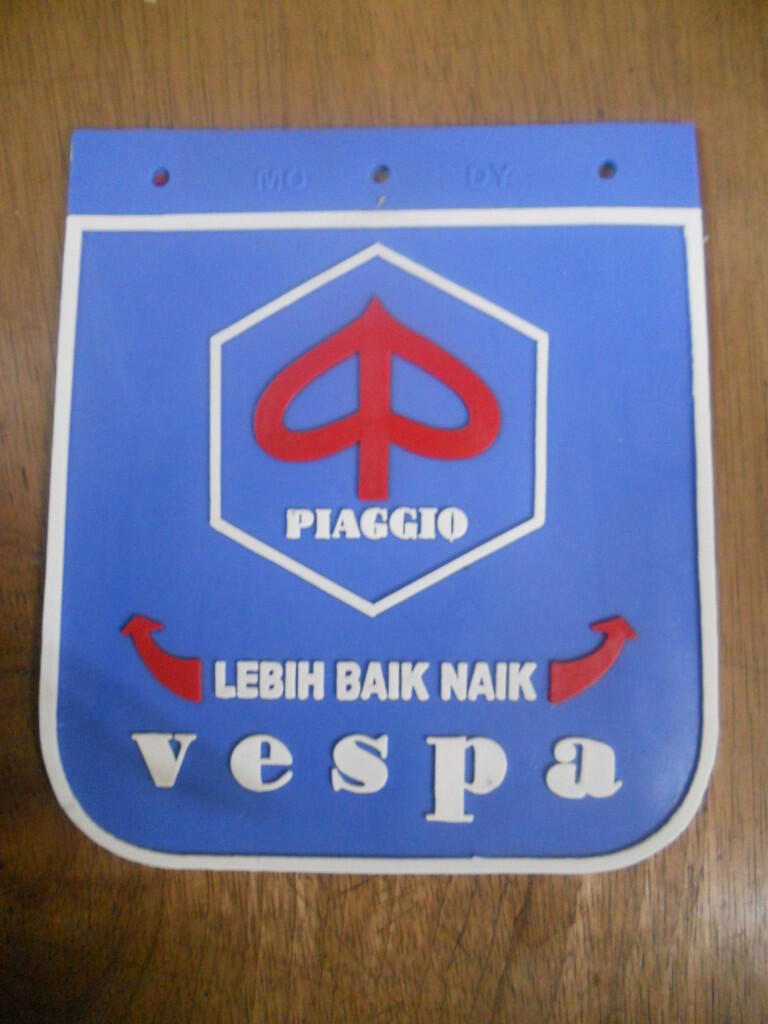 MO DY
PIAGGIO
LEBIH BAIK NAIK
vespa